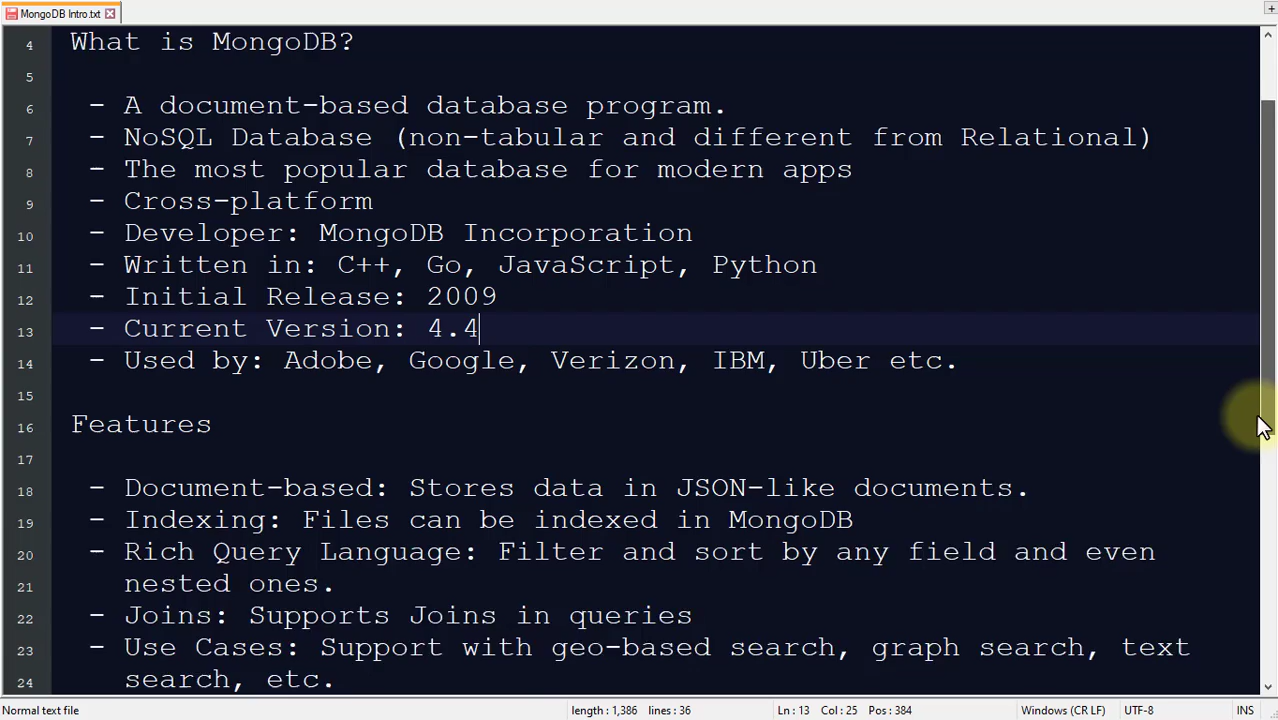 MongoDB Intro.txt
4 What is MongoDB?
5
6 - A document-based database program.
7 - NoSQL Database (non-tabular and different from Relational)
8 - The most popular database for modern apps
9 - Cross-platform
10 - Developer: MongoDB Incorporation
11 - Written in: C++, Go, JavaScript, Python
12 - Initial Release: 2009
13 - Current Version: 4.4
14 - Used by: Adobe, Google, Verizon, IBM, Uber etc.
15
16 Features
17
18 - Document-based: Stores data in JSON-like documents.
19 - Indexing: Files can be indexed in MongoDB
20 - Rich Query Language: Filter and sort by any field and even
21 nested ones.
22 - Joins: Supports Joins in queries
23 - Use Cases: Support with geo-based search, graph search, text
24 search, etc.
Normal text file length : 1,386 lines : 36 Ln : 13 Col : 25 Pos : 384 Windows (CR LF) UTF-8 INS